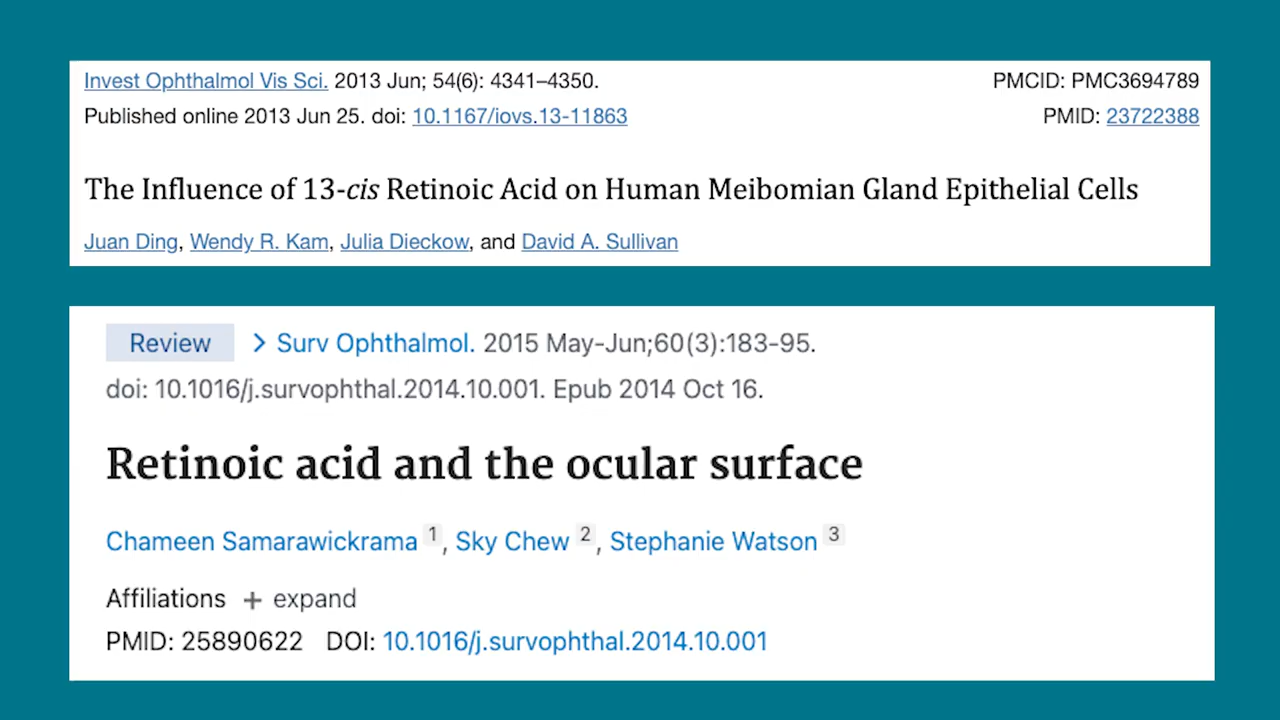 Invest Ophthalmol Vis Sci. 2013 Jun; 54(6): 4341–4350. PMCID: PMC3694789
Published online 2013 Jun 25. doi: 10.1167/iovs.13-11863 PMID: 23722388
The Influence of 13-cis Retinoic Acid on Human Meibomian Gland Epithelial Cells
Juan Ding, Wendy R. Kam, Julia Dieckow, and David A. Sullivan
Review > Surv Ophthalmol. 2015 May-Jun;60(3):183-95.
doi: 10.1016/j.survophthal.2014.10.001. Epub 2014 Oct 16.
Retinoic acid and the ocular surface
Chameen Samarawickrama 1, Sky Chew 2, Stephanie Watson 3
Affiliations + expand
PMID: 25890622 DOI: 10.1016/j.survophthal.2014.10.001